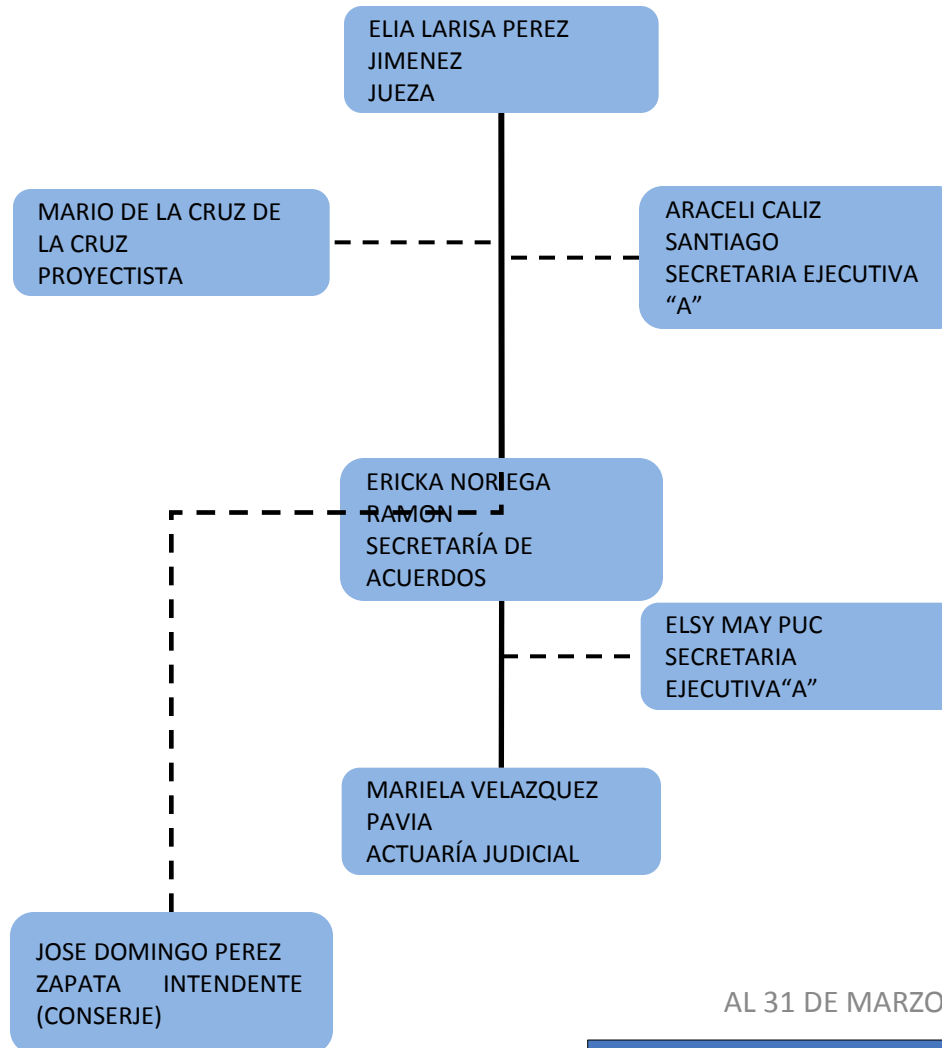 ELIA LARISA PEREZ
JIMENEZ
JUEZA
MARIO DE LA CRUZ DE
LA CRUZ
PROYECTISTA
ARACELI CALIZ
SANTIAGO
SECRETARIA EJECUTIVA
“A”
ERICKA NORIEGA
RAMON
SECRETARÍA DE
ACUERDOS
ELSY MAY PUC
SECRETARIA
EJECUTIVA“A”
MARIELA VELAZQUEZ
PAVIA
ACTUARÍA JUDICIAL
JOSE DOMINGO PEREZ
ZAPATA INTENDENTE
(CONSERJE)
AL 31 DE MARZO